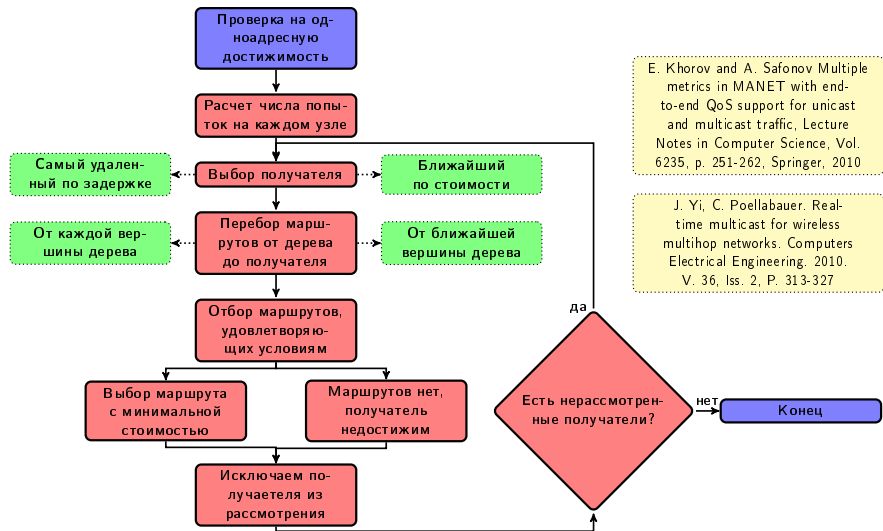 Проверка на од-
ноадресную
достижимость
Расчет числа попы-
ток на каждом узле
Самый удален-
ный по задержке
Выбор получателя
Ближайший
по стоимости
От каждой вер-
шины дерева
Перебор марш-
рутов от дерева
до получателя
От ближайшей
вершины дерева
Отбор маршрутов,
удовлетворяю-
щих условиям
Выбор маршрута
с минимальной
стоимостью
Маршрутов нет,
получатель
недостижим
Исключаем по-
лучаетеля из
рассмотрения
да
Есть нерассмотрен-
ные получатели?
нет
Конец
E. Khorov and A. Safonov Multiple
metrics in MANET with end-
to-end QoS support for unicast
and multicast traffic, Lecture
Notes in Computer Science, Vol.
6235, p. 251-262, Springer, 2010
J. Yi, C. Poellabauer. Real-
time multicast for wireless
multihop networks. Computers
Electrical Engineering. 2010.
V. 36, Iss. 2, P. 313-327